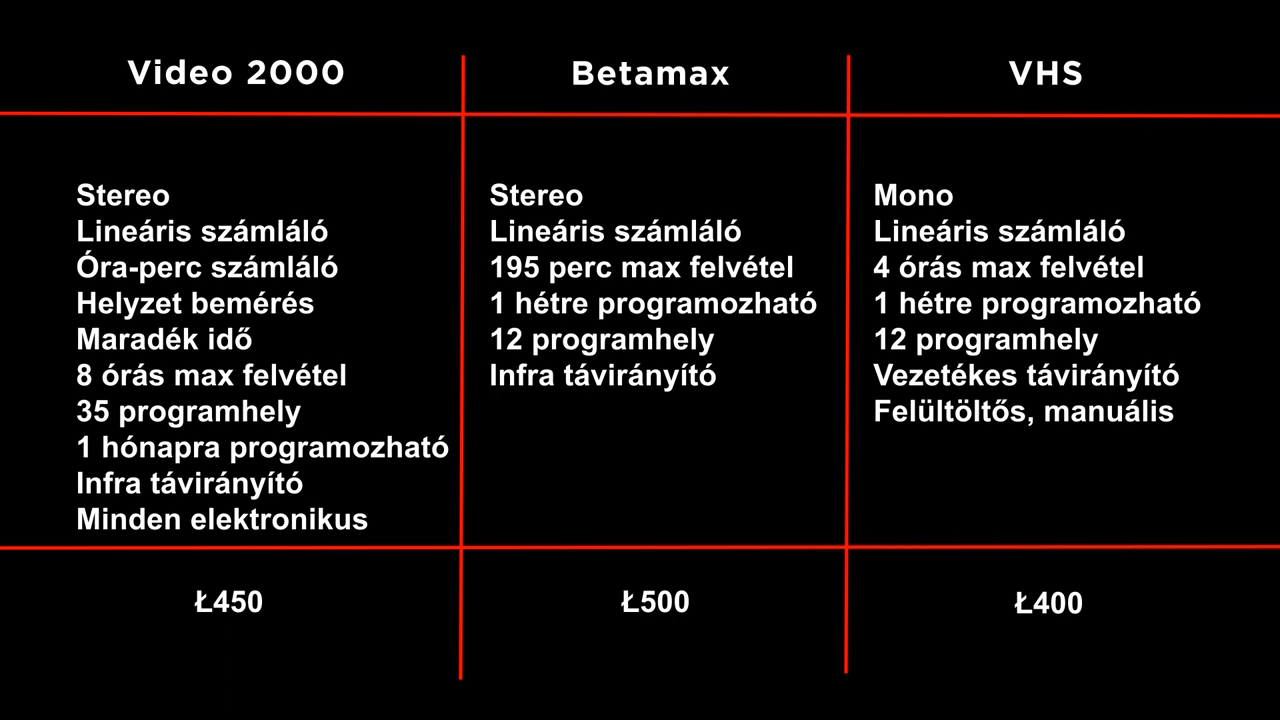 Video 2000
Betamax
VHS
Stereo
Lineáris számláló
Óra-perc számláló
Helyzet bemérés
Maradék idő
8 órás max felvétel
35 programhely
1 hónapra programozható
Infra távirányító
Minden elektronikus
Stereo
Lineáris számláló
195 perc max felvétel
1 hétre programozható
12 programhely
Infra távirányító
Mono
Lineáris számláló
4 órás max felvétel
1 hétre programozható
12 programhely
Vezetékes távirányító
Felültöltős, manuális
Ł450
Ł500
Ł400